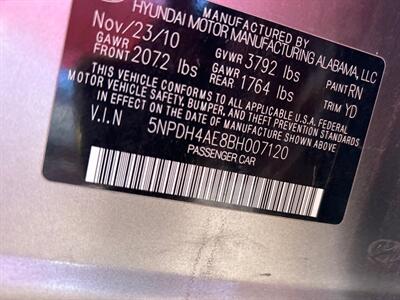 MANUFACTURED BY
HYUNDAI MOTOR MANUFACTURING ALABAMA, LLC
Nov/23/10 GVWR 3792 lbs PAINT RN
GAWR FRONT 2072 lbs GAWR REAR 1764 lbs TRIM YD
THIS VEHICLE CONFORMS TO ALL APPLICABLE U.S.A. FEDERAL
MOTOR VEHICLE SAFETY, BUMPER, AND THEFT PREVENTION
STANDARDS IN EFFECT ON THE DATE OF MANUFACTURE SHOWN ABOVE.
V.I.N 5NPDH4AE8BH007120
PASSENGER CAR